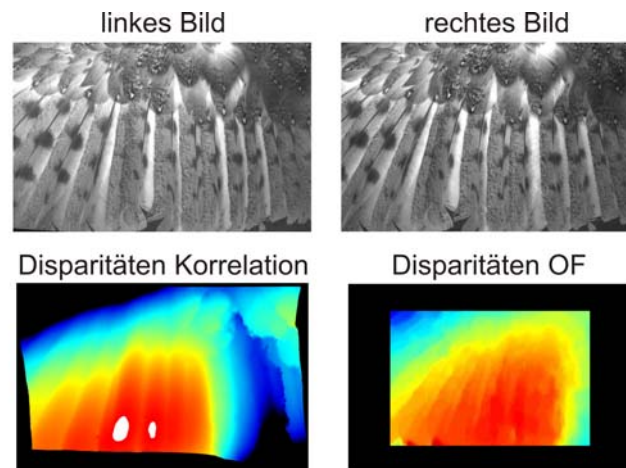 linkes Bild
rechtes Bild
Disparitäten Korrelation
Disparitäten OF